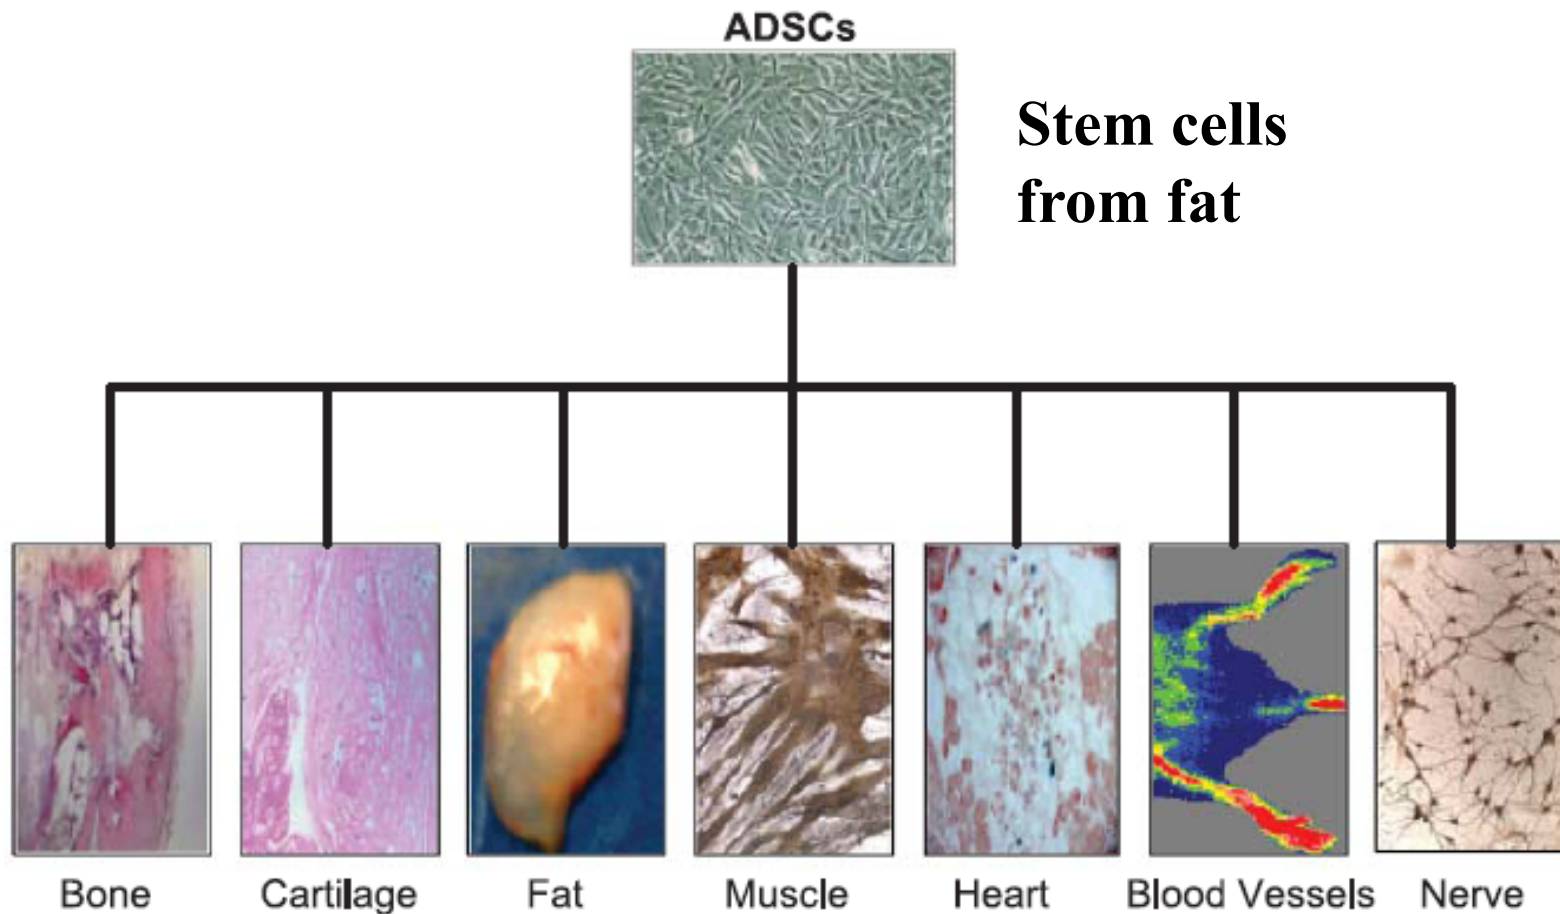 ADSCs
Stem cells
from fat
Bone
Cartilage
Fat
Muscle
Heart
Blood Vessels
Nerve